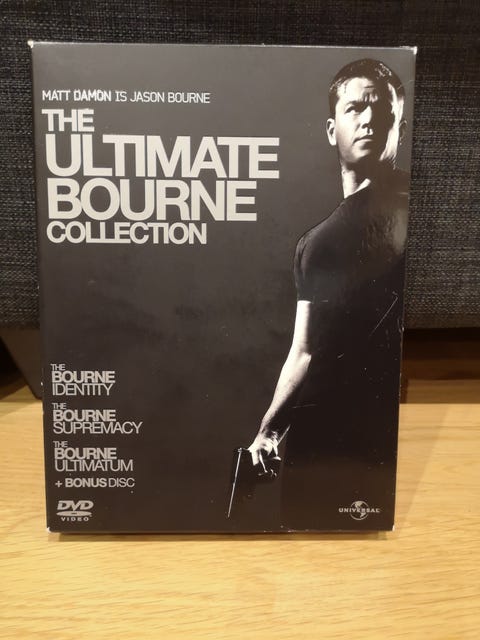 MATT DAMON IS JASON BOURNE
THE
ULTIMATE
BOURNE
COLLECTION
THE
BOURNE
IDENTITY
THE
BOURNE
SUPREMACY
THE
BOURNE
ULTIMATUM
+ BONUS DISC
DVD
VIDEO
UNIVERSAL